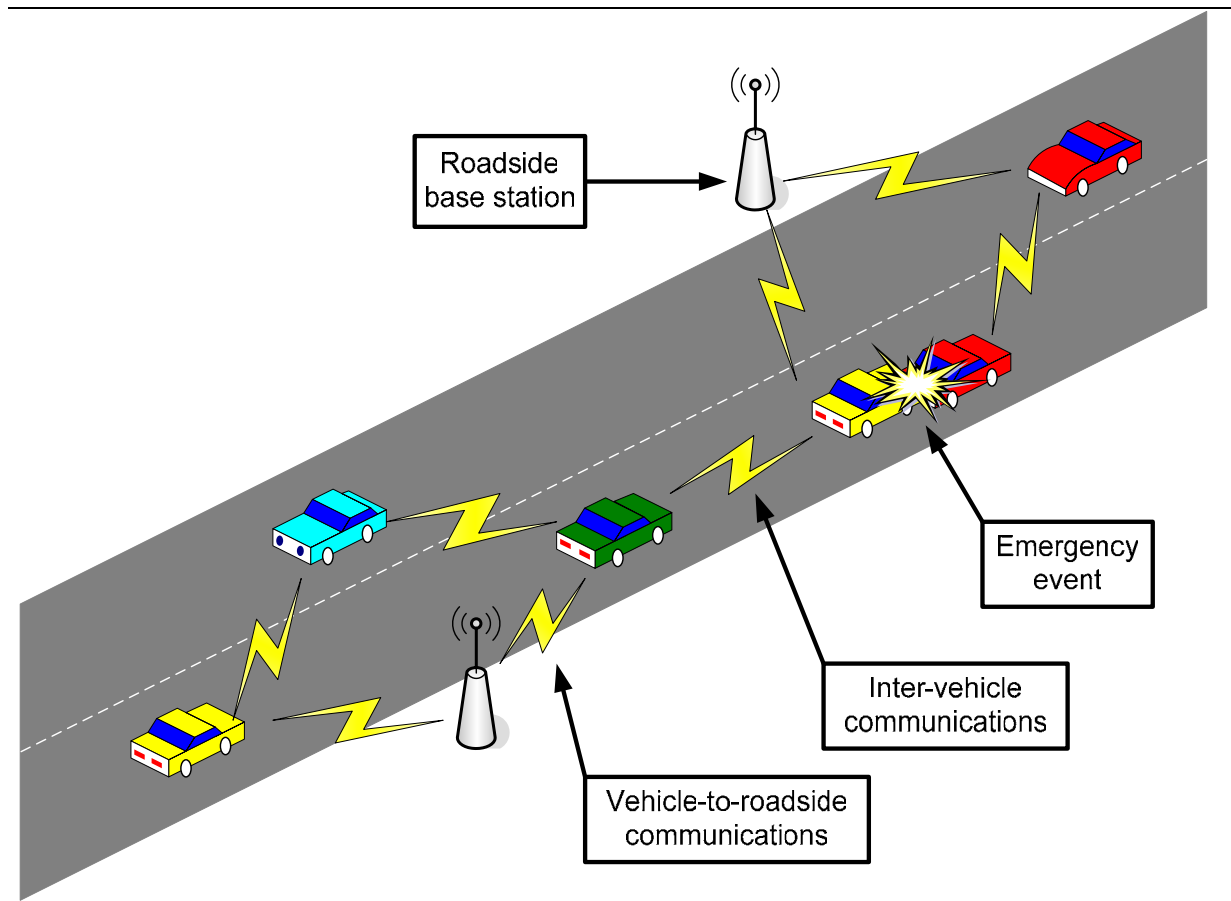 Roadside
base station
Emergency
event
Inter-vehicle
communications
Vehicle-to-roadside
communications